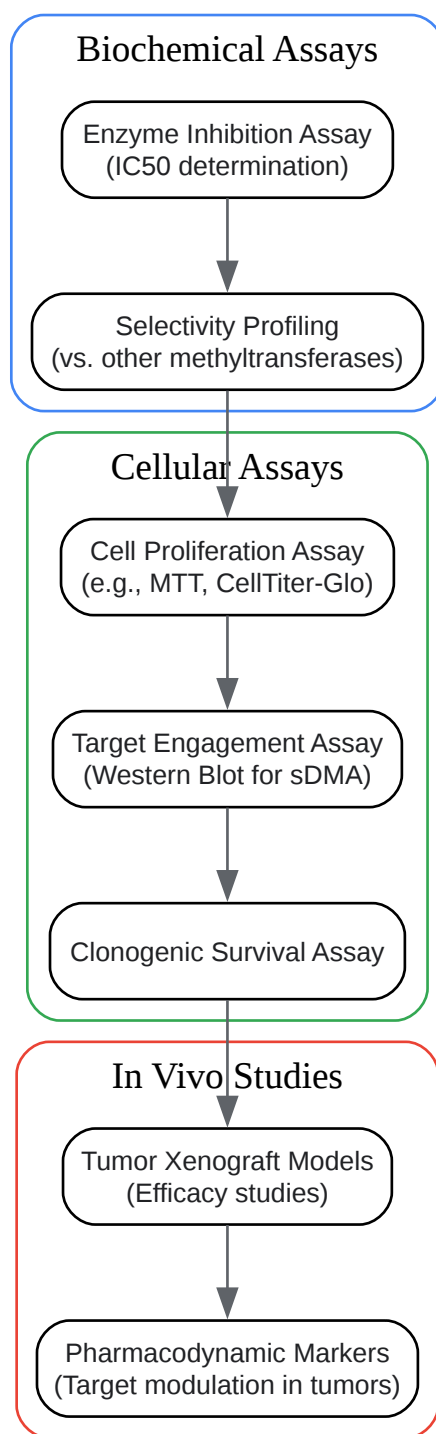 Biochemical Assays
Enzyme Inhibition Assay
(IC50 determination)
Selectivity Profiling
(vs. other methyltransferases)
Cellular Assays
Cell Proliferation Assay
(e.g., MTT, CellTiter-Glo)
Target Engagement Assay
(Western Blot for sDMA)
Clonogenic Survival Assay
In Vivo Studies
Tumor Xenograft Models
(Efficacy studies)
Pharmacodynamic Markers
(Target modulation in tumors)